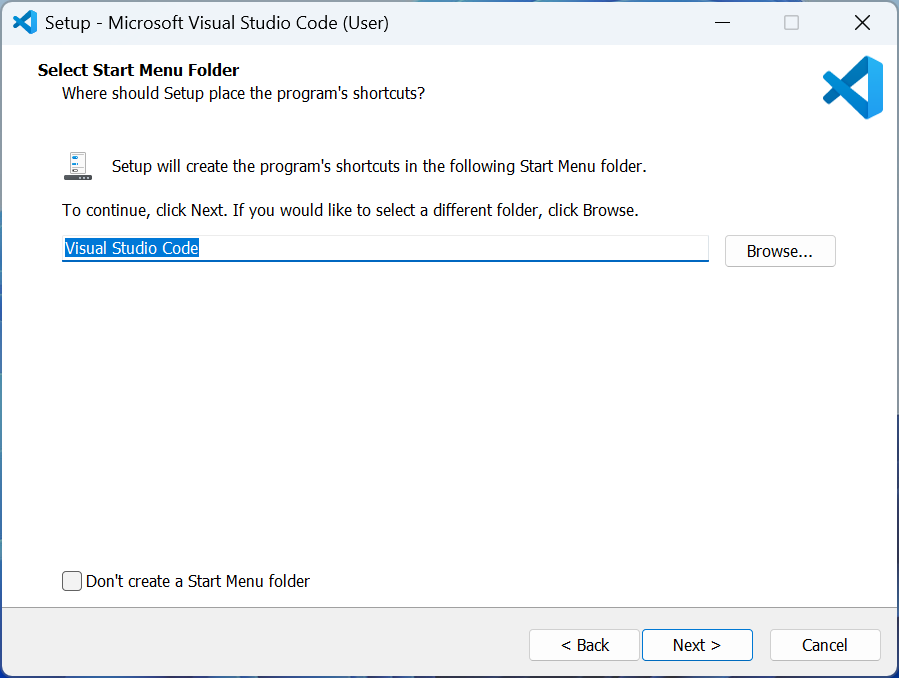 Setup - Microsoft Visual Studio Code (User)
Select Start Menu Folder
Where should Setup place the program's shortcuts?
Setup will create the program's shortcuts in the following Start Menu folder.
To continue, click Next. If you would like to select a different folder, click Browse.
Visual Studio Code
Browse...
Don't create a Start Menu folder
< Back
Next >
Cancel